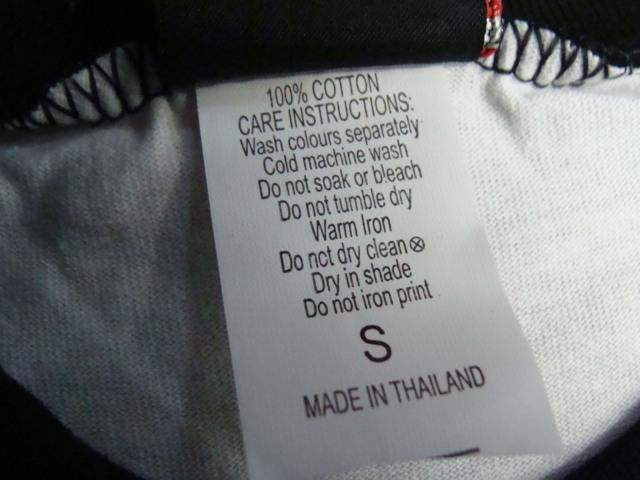 100% COTTON
CARE INSTRUCTIONS:
Wash colours separately
Cold machine wash
Do not soak or bleach
Do not tumble dry
Warm Iron
Do nct dry clean ⊗
Dry in shade
Do not iron print
S
MADE IN THAILAND